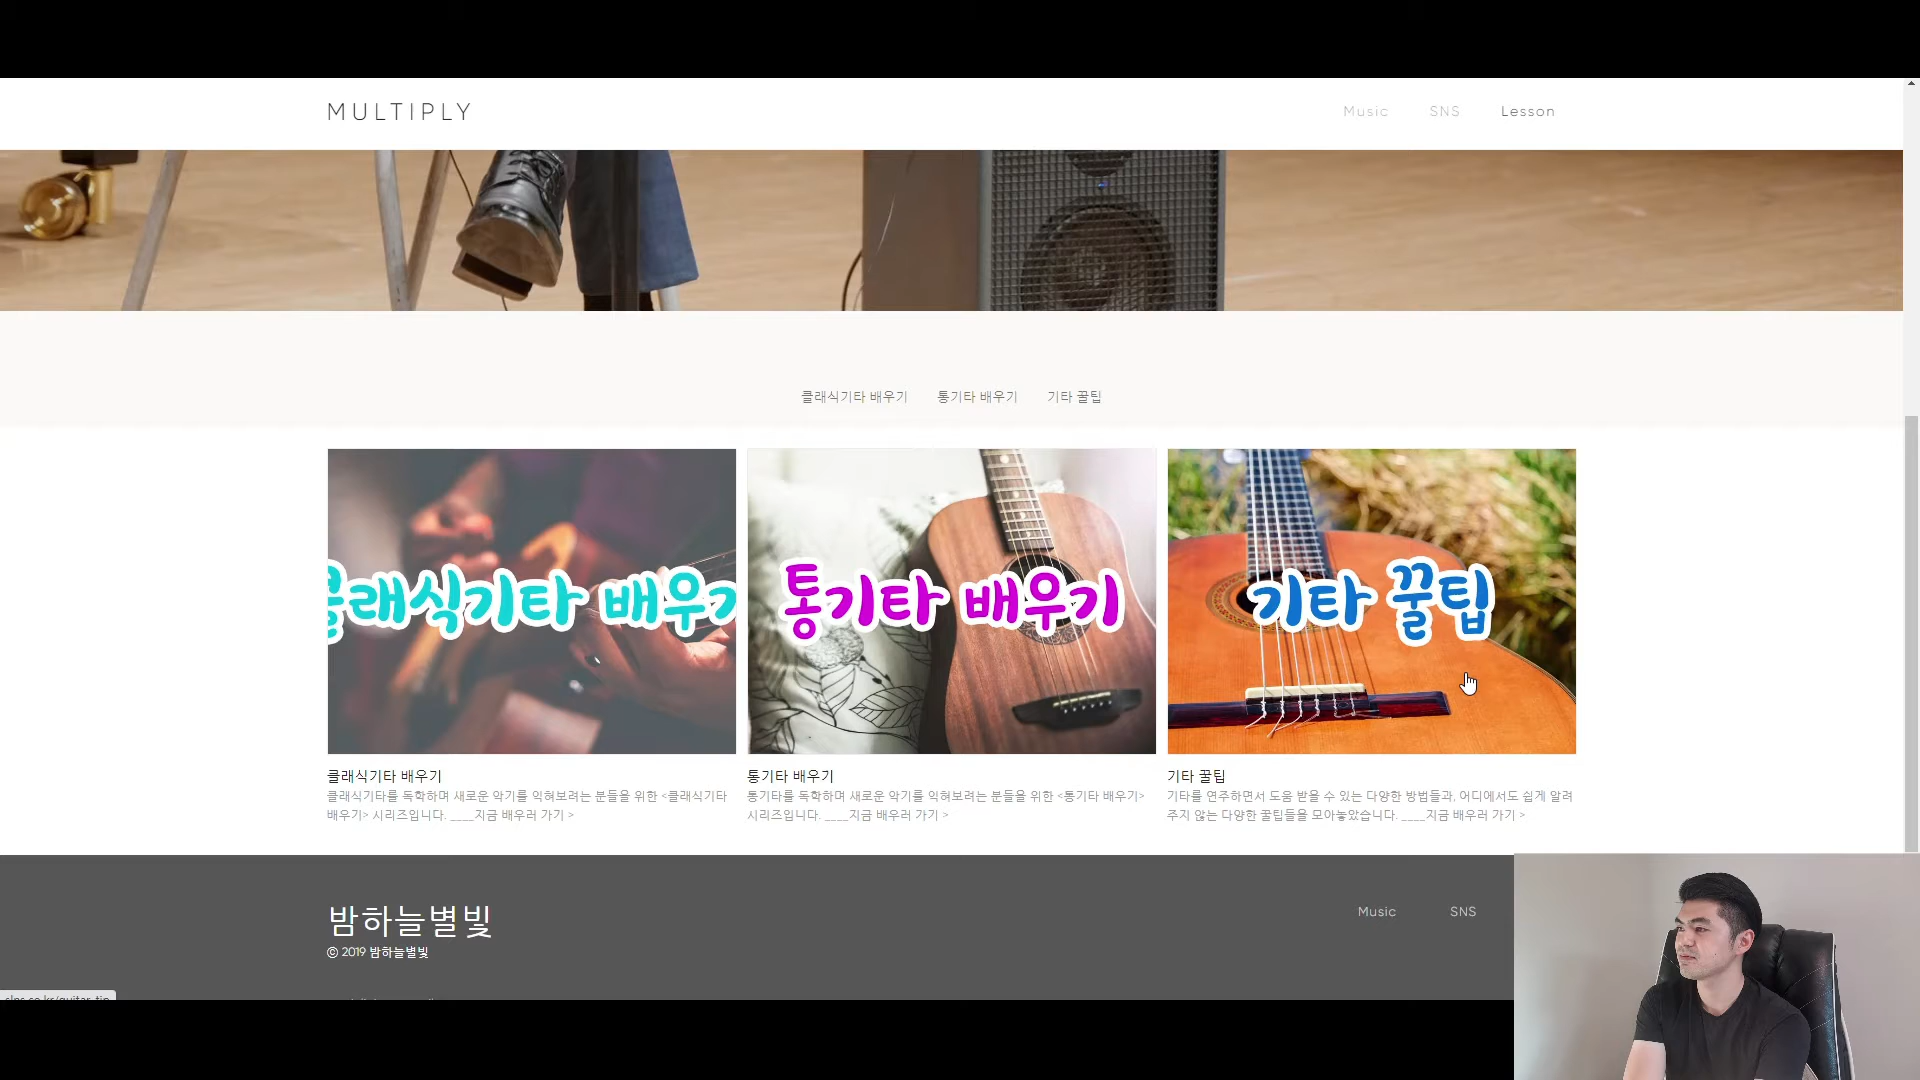 MULTIPLY
Music SNS Lesson
클래식기타 배우기 통기타 배우기 기타 꿀팁
클래식기타 배우기
통기타 배우기
기타 꿀팁
클래식기타 배우기
클래식기타를 독학하며 새로운 악기를 익혀보려는 분들을 위한 <클래식기타
배우기> 시리즈입니다. ____지금 배우러 가기 >
통기타 배우기
통기타를 독학하며 새로운 악기를 익혀보려는 분들을 위한 <통기타 배우기>
시리즈입니다. ____지금 배우러 가기 >
기타 꿀팁
기타를 연주하면서 도움 받을 수 있는 다양한 방법들과, 어디에서도 쉽게 알려
주지 않는 다양한 꿀팁들을 모아놓았습니다. ____지금 배우러 가기 >
밤하늘별빛
© 2019 밤하늘별빛
Music SNS